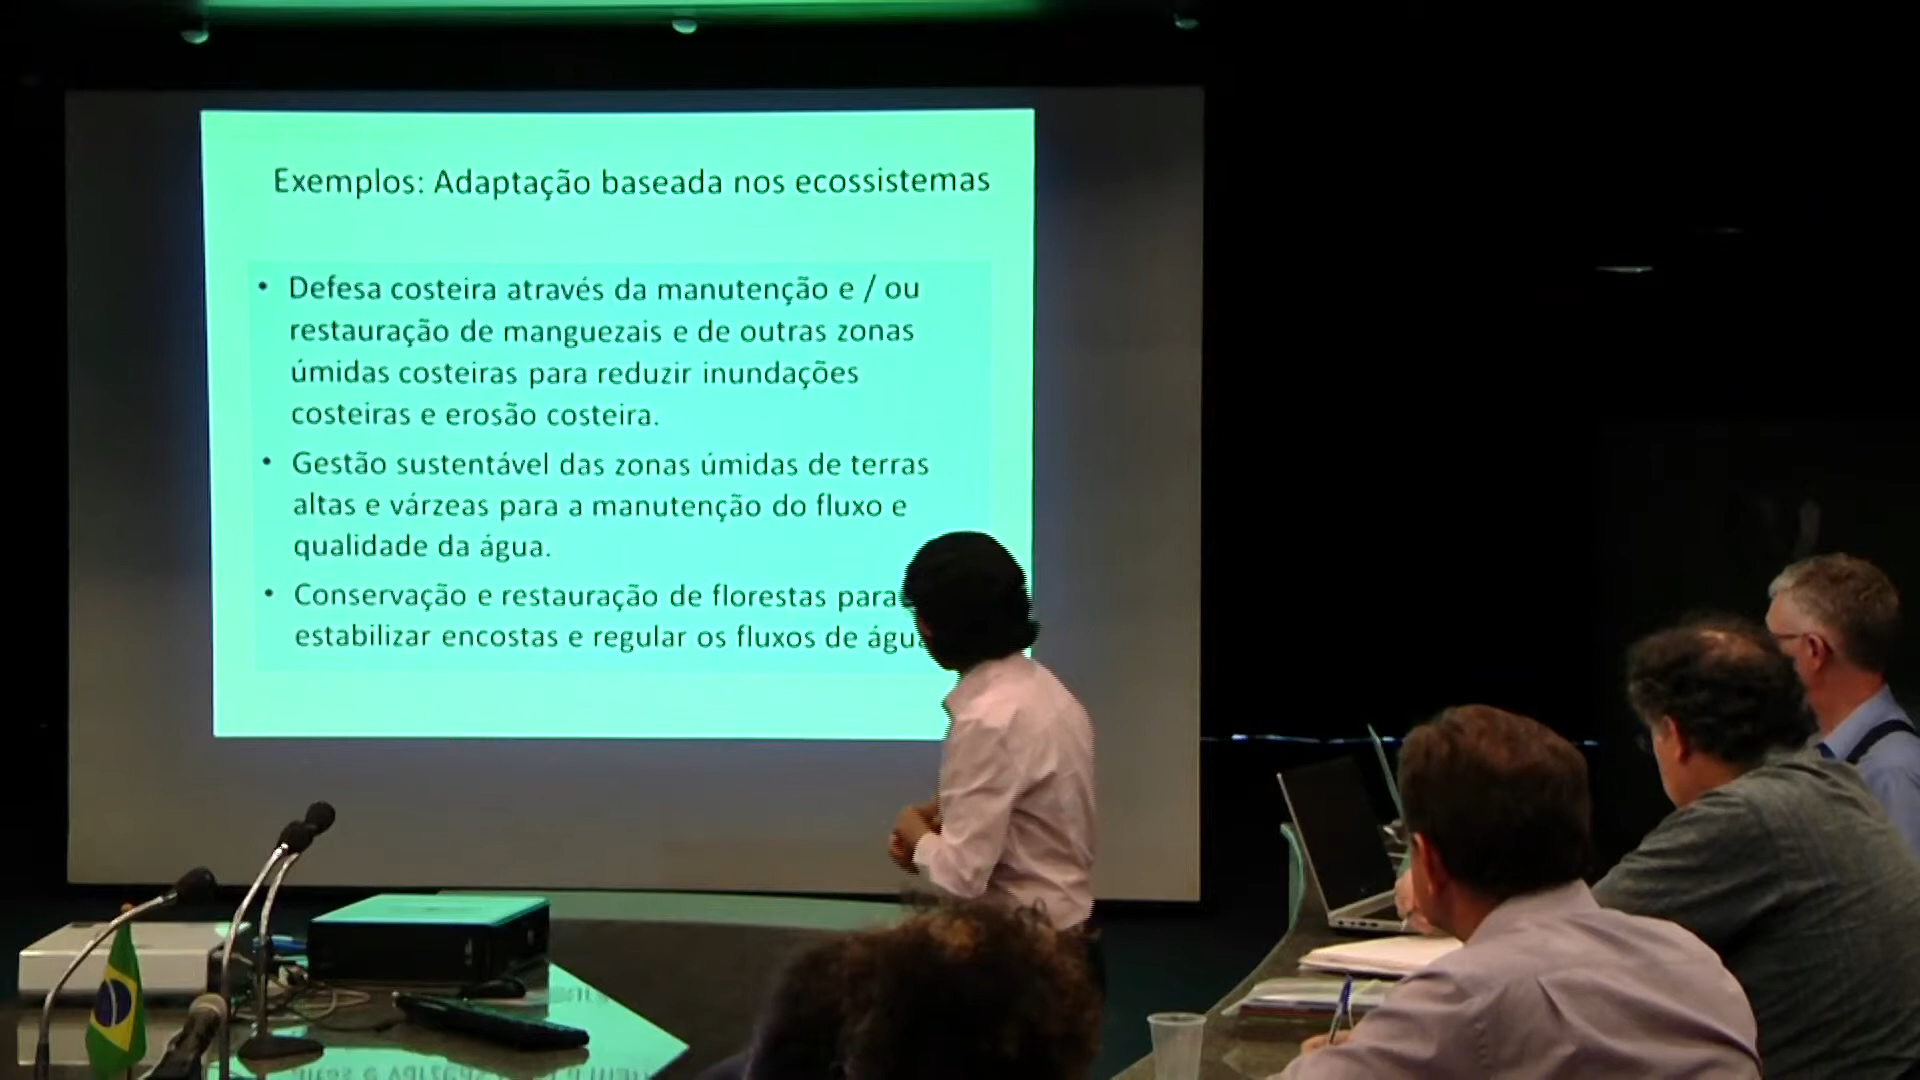 Exemplos: Adaptação baseada nos ecossistemas
• Defesa costeira através da manutenção e / ou
restauração de manguezais e de outras zonas
úmidas costeiras para reduzir inundações
costeiras e erosão costeira.
• Gestão sustentável das zonas úmidas de terras
altas e várzeas para a manutenção do fluxo e
qualidade da água.
• Conservação e restauração de florestas para
estabilizar encostas e regular os fluxos de água